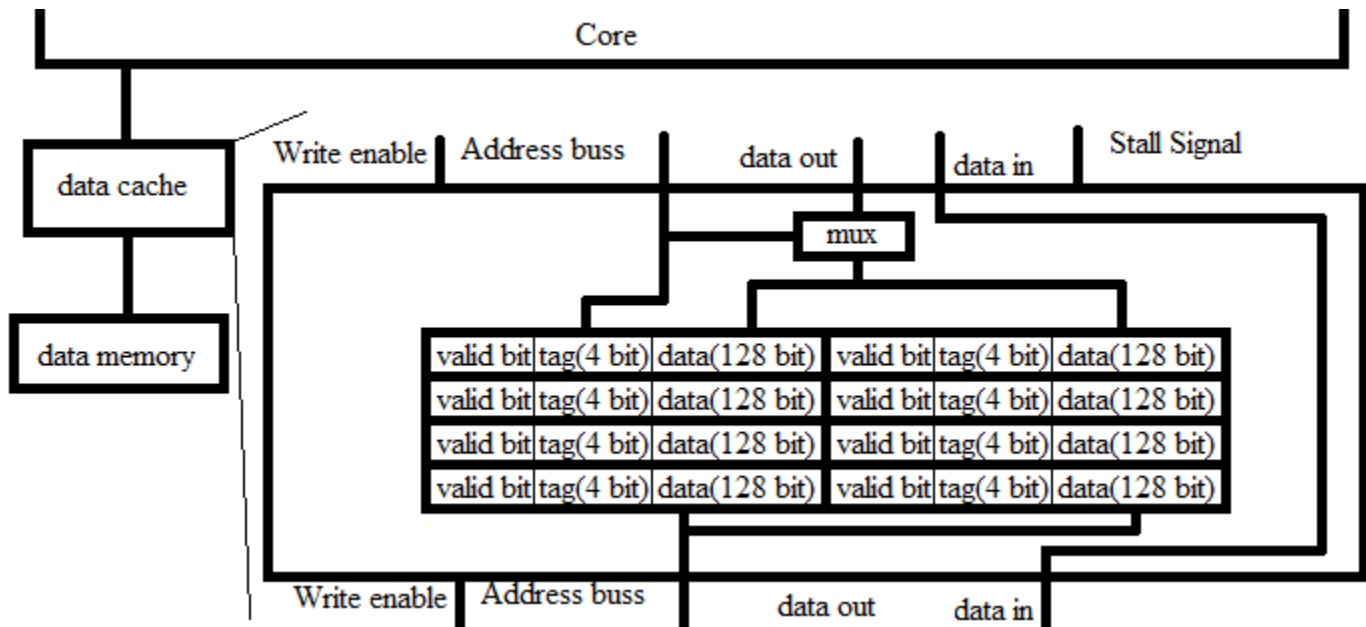 Core
Write enable
Address buss
data out
data in
Stall Signal
data cache
mux
data memory
valid bit tag(4 bit) data(128 bit) valid bit tag(4 bit) data(128 bit)
valid bit tag(4 bit) data(128 bit) valid bit tag(4 bit) data(128 bit)
valid bit tag(4 bit) data(128 bit) valid bit tag(4 bit) data(128 bit)
valid bit tag(4 bit) data(128 bit) valid bit tag(4 bit) data(128 bit)
Write enable
Address buss
data out
data in